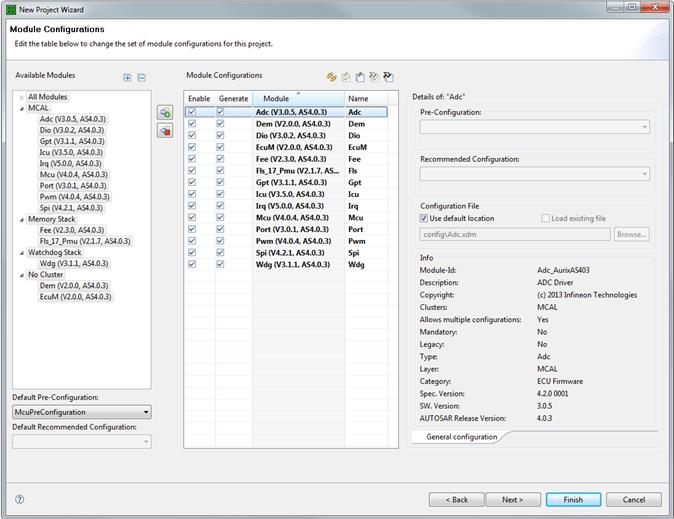 New Project Wizard
Module Configurations
Edit the table below to change the set of module configurations for this project.
Available Modules
All Modules
MCAL
Adc (V3.0.5, AS4.0.3)
Dio (V3.0.2, AS4.0.3)
Gpt (V3.1.1, AS4.0.3)
Icu (V3.5.0, AS4.0.3)
Irq (V5.0.0, AS4.0.3)
Mcu (V4.0.4, AS4.0.3)
Port (V3.0.1, AS4.0.3)
Pwm (V4.0.4, AS4.0.3)
Spi (V4.2.1, AS4.0.3)
Memory Stack
Fee (V2.3.0, AS4.0.3)
Fls_17_Pmu (V2.1.7, AS4.0.3)
Watchdog Stack
Wdg (V3.1.1, AS4.0.3)
No Cluster
Dem (V2.0.0, AS4.0.3)
EcuM (V2.0.0, AS4.0.3)
Default Pre-Configuration:
McuPreConfiguration
Default Recommended Configuration:
Module Configurations
Enable Generate Module Name
Adc (V3.0.5, AS4.0.3) Adc
Dem (V2.0.0, AS4.0.3) Dem
Dio (V3.0.2, AS4.0.3) Dio
EcuM (V2.0.0, AS4.0.3) EcuM
Fee (V2.3.0, AS4.0.3) Fee
Fls_17_Pmu (V2.1.7, AS... Fls
Gpt (V3.1.1, AS4.0.3) Gpt
Icu (V3.5.0, AS4.0.3) Icu
Irq (V5.0.0, AS4.0.3) Irq
Mcu (V4.0.4, AS4.0.3) Mcu
Port (V3.0.1, AS4.0.3) Port
Pwm (V4.0.4, AS4.0.3) Pwm
Spi (V4.2.1, AS4.0.3) Spi
Wdg (V3.1.1, AS4.0.3) Wdg
Details of: "Adc"
Pre-Configuration:
Recommended Configuration:
Configuration File
Use default location Load existing file
config\Adc.xdm Browse...
Info
Module-Id: Adc_AurixAS403
Description: ADC Driver
Copyright: (c) 2013 Infineon Technologies
Clusters: MCAL
Allows multiple configurations: Yes
Mandatory: No
Legacy: No
Type: Adc
Layer: MCAL
Category: ECU Firmware
Spec. Version: 4.2.0 0001
SW. Version: 3.0.5
AUTOSAR Release Version: 4.0.3
General configuration
< Back Next > Finish Cancel